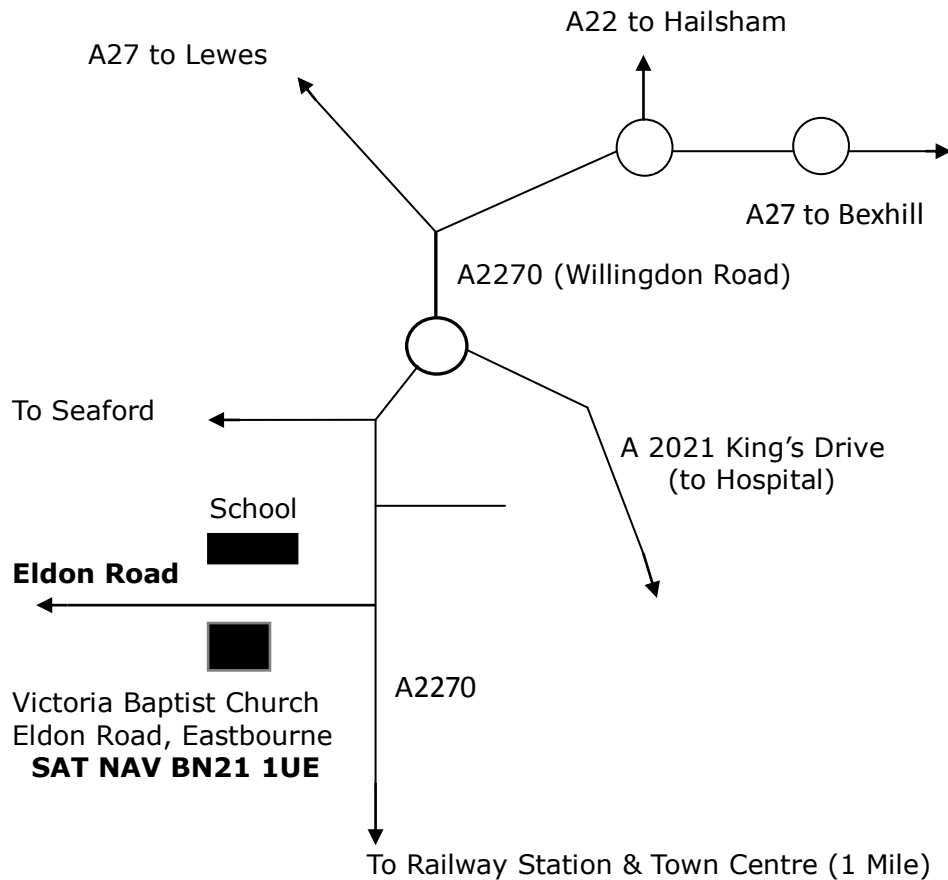 A22 to Hailsham
A27 to Lewes
A27 to Bexhill
A2270 (Willingdon Road)
To Seaford
A 2021 King’s Drive
(to Hospital)
School
Eldon Road
A2270
Victoria Baptist Church
Eldon Road, Eastbourne
SAT NAV BN21 1UE
To Railway Station & Town Centre (1 Mile)